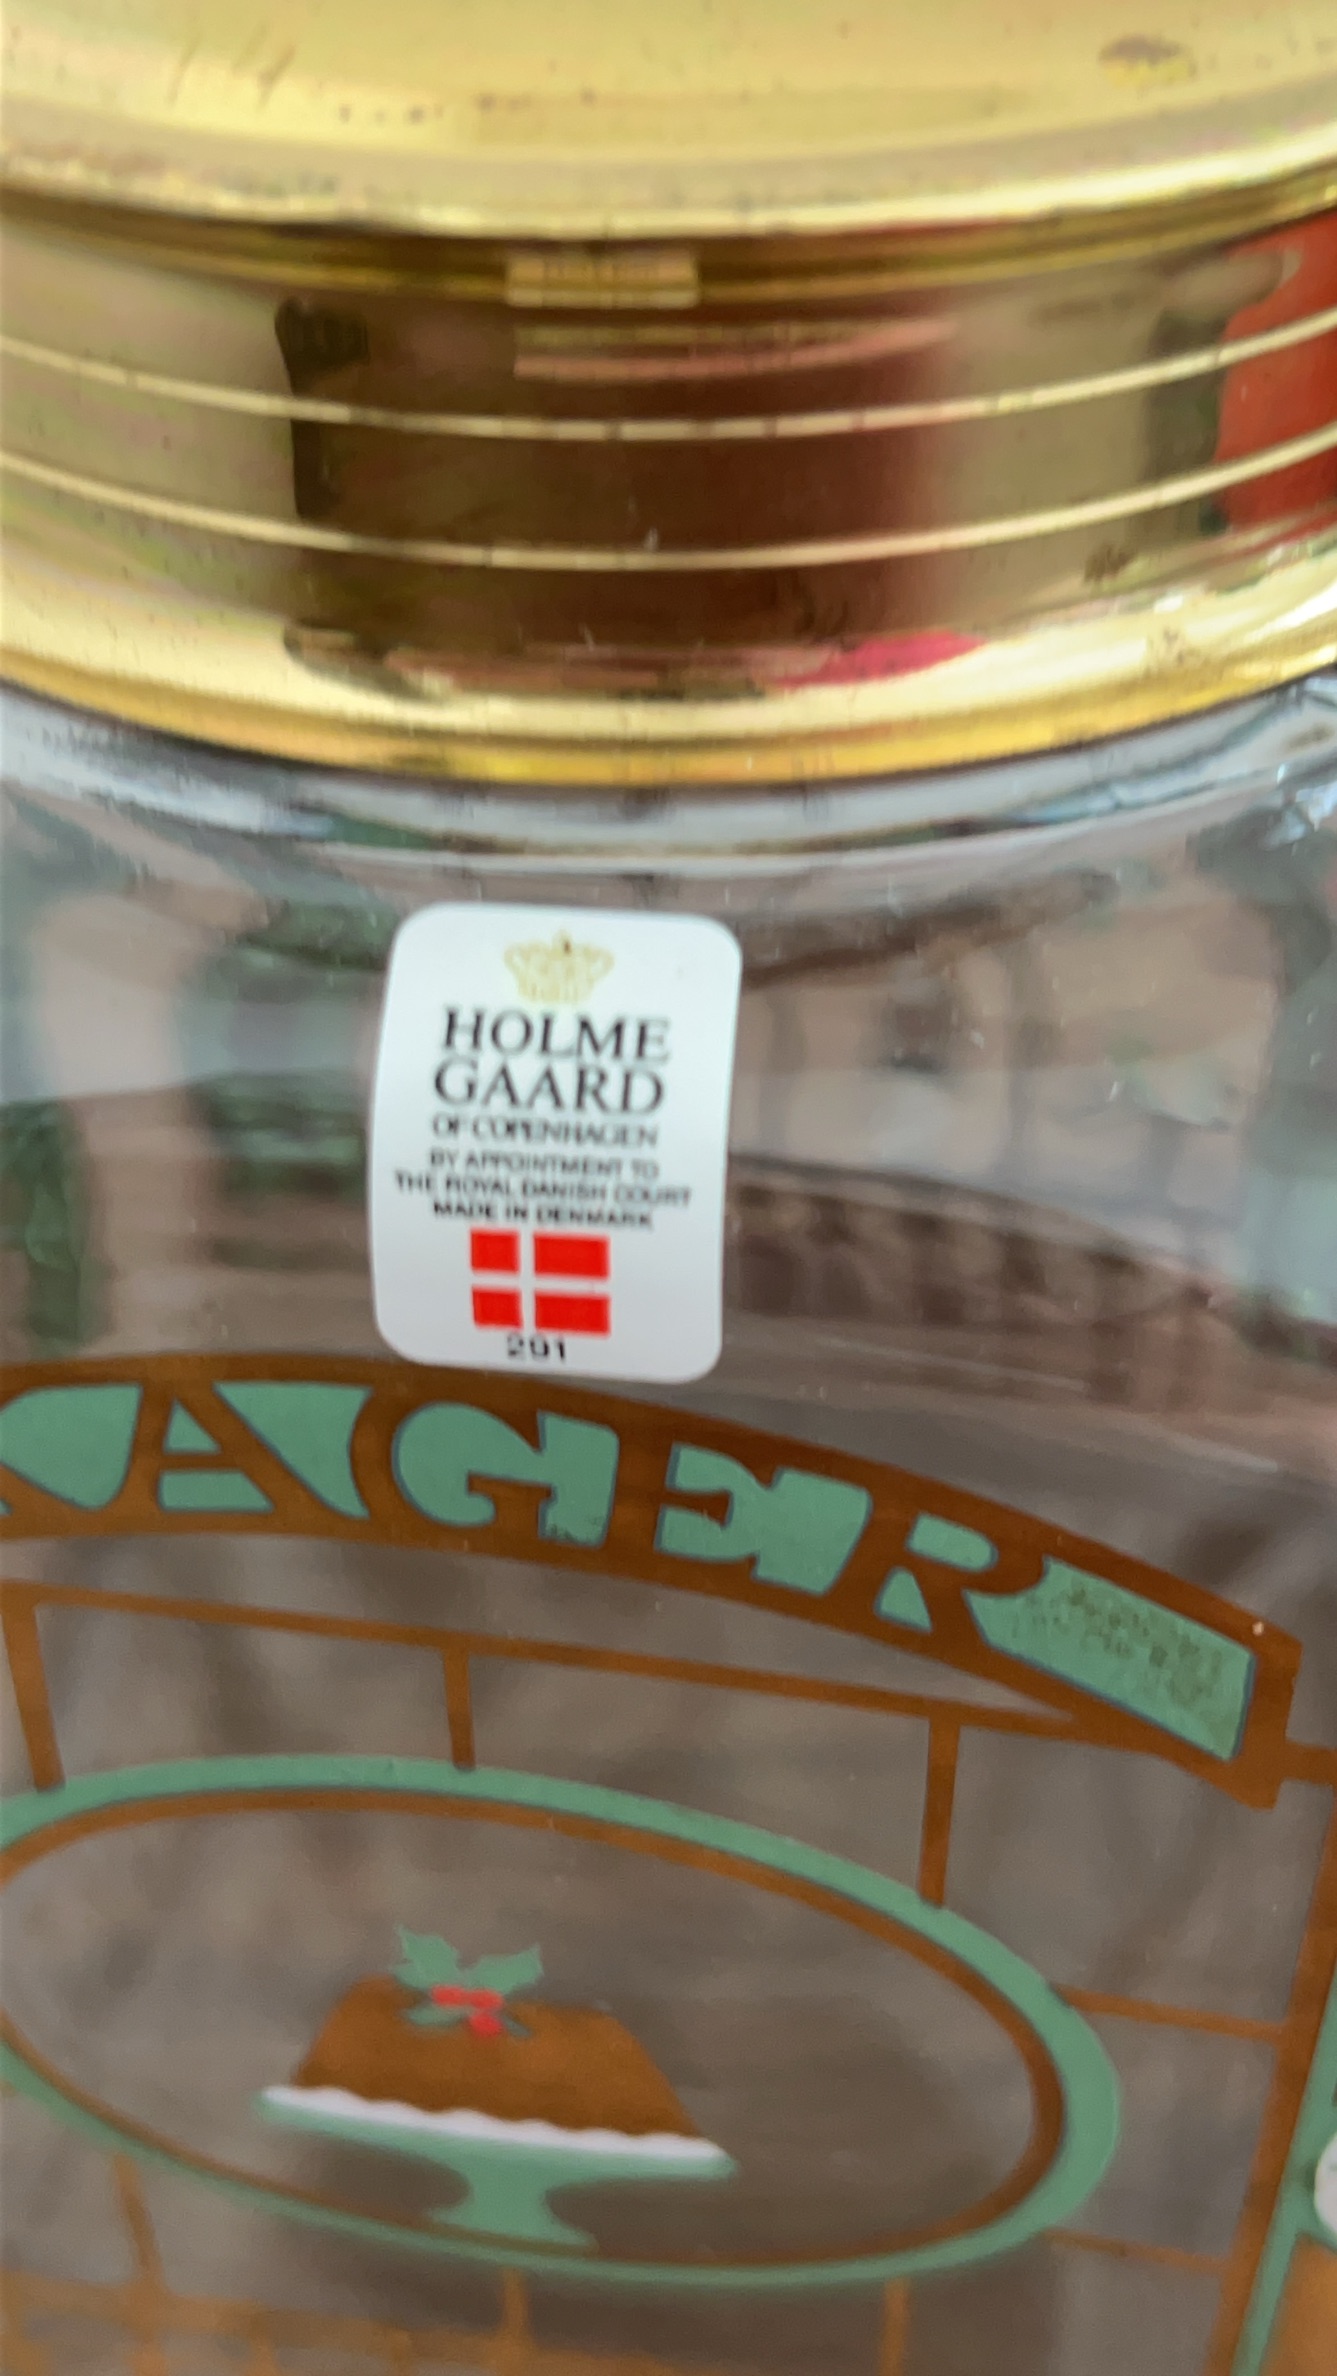 HOLME
GAARD
OF COPENHAGEN
BY APPOINTMENT TO
THE ROYAL DANISH COURT
MADE IN DENMARK
291
AGER